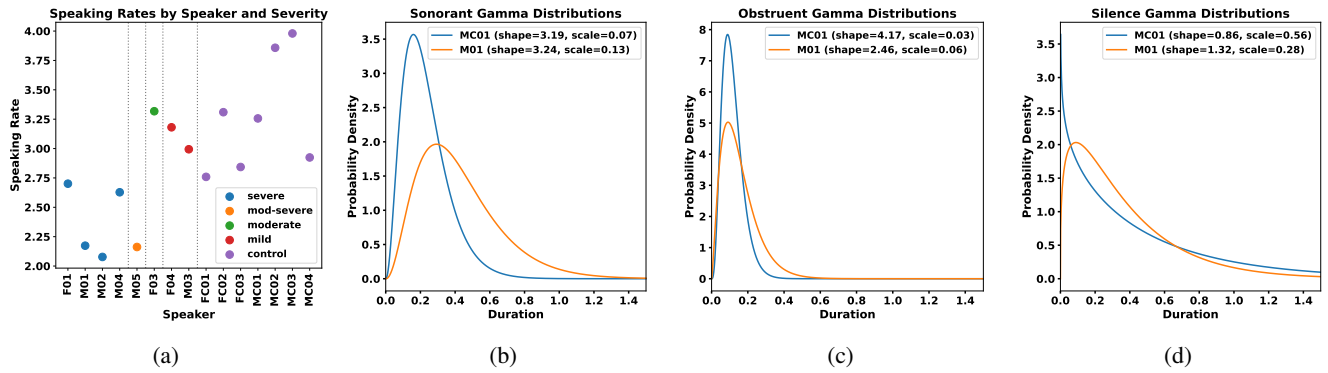 Speaking Rates by Speaker and Severity
4.00
3.75
3.50
3.25
3.00
2.75
2.50
2.25
2.00
Speaking Rate
severe
mod-severe
moderate
mild
control
F01 M01 M02 M04 M05 F03 F04 M03 FC01 FC02 FC03 MC01 MC02 MC03 MC04
Speaker
(a)
Sonorant Gamma Distributions
MC01 (shape=3.19, scale=0.07)
M01 (shape=3.24, scale=0.13)
3.5
3.0
2.5
2.0
1.5
1.0
0.5
0.0
Probability Density
0.0 0.2 0.4 0.6 0.8 1.0 1.2 1.4
Duration
(b)
Obstruent Gamma Distributions
MC01 (shape=4.17, scale=0.03)
M01 (shape=2.46, scale=0.06)
8
7
6
5
4
3
2
1
0
Probability Density
0.0 0.2 0.4 0.6 0.8 1.0 1.2 1.4
Duration
(c)
Silence Gamma Distributions
MC01 (shape=0.86, scale=0.56)
M01 (shape=1.32, scale=0.28)
3.5
3.0
2.5
2.0
1.5
1.0
0.5
0.0
Probability Density
0.0 0.2 0.4 0.6 0.8 1.0 1.2 1.4
Duration
(d)